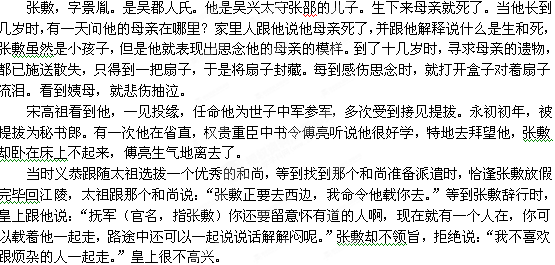 张敷，字景胤。是吴郡人氏。他是吴兴太守张邵的儿子。生下来母亲就死了。当他长到
几岁时，有一天问他的母亲在哪里？家里人跟他说他母亲死了，并跟他解释说什么是生和死，
张敷虽然是小孩子，但是他就表现出思念他的母亲的模样。到了十几岁时，寻求母亲的遗物，
都已施送散失，只得到一把扇子，于是将扇子封藏。每到感伤思念时，就打开盒子对着扇子
流泪。看到姨母，就悲伤抽泣。
宋高祖看到他，一见投缘，任命他为世子中军参军，多次受到接见提拔。永初初年，被
提拔为秘书郎。有一次他在省直，权贵重臣中书令傅亮听说他很好学，特地去拜望他，张敷
却卧在床上不起来，傅亮生气地离去了。
当时义恭跟随太祖选拔一个优秀的和尚，等到找到那个和尚准备派遣时，恰逢张敷放假
完毕回江陵，太祖跟那个和尚说：“张敷正要去西边，我命令他载你去。”等到张敷辞行时，
皇上跟他说：“抚军（官名，指张敷）你还要留意怀有道的人啊，现在就有一个人在，你可
以载着他一起走，路途中还可以一起说说话解解闷呢。”张敷却不领旨，拒绝说：“我不喜欢
跟烦杂的人一起走。”皇上很不高兴。